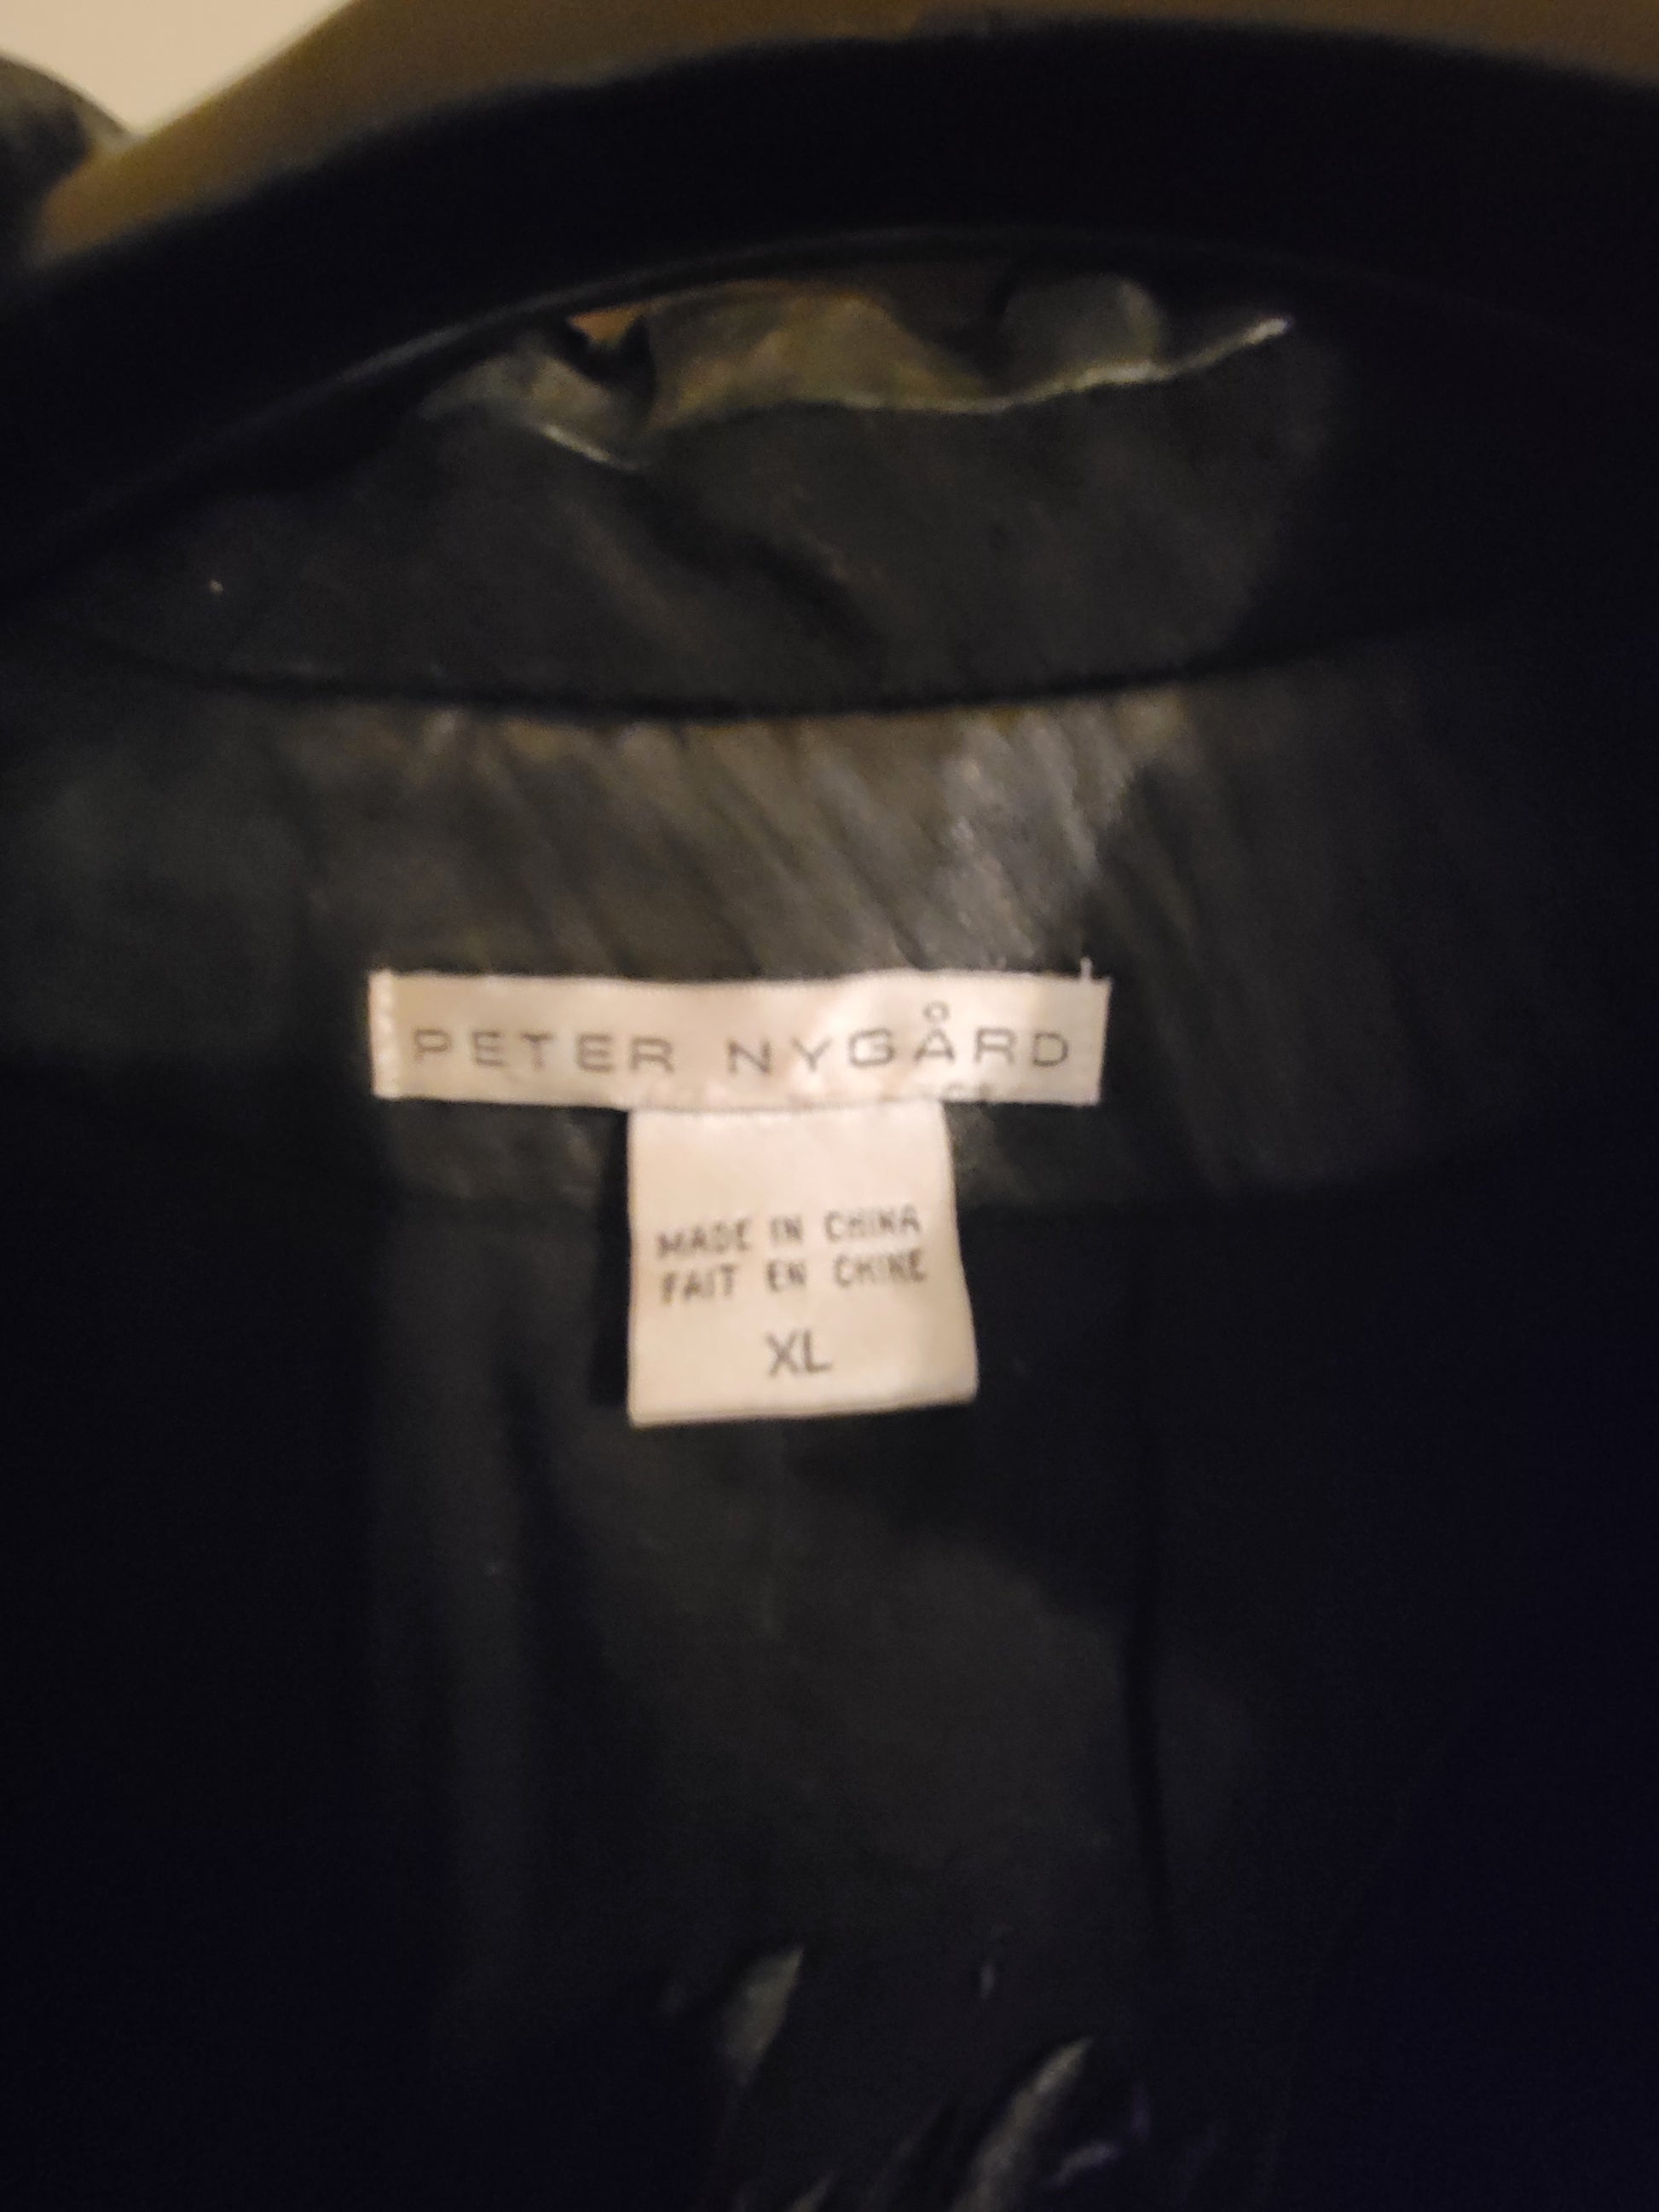 PETER NYGÅRD
MADE IN CHINA
FAIT EN CHINE
XL